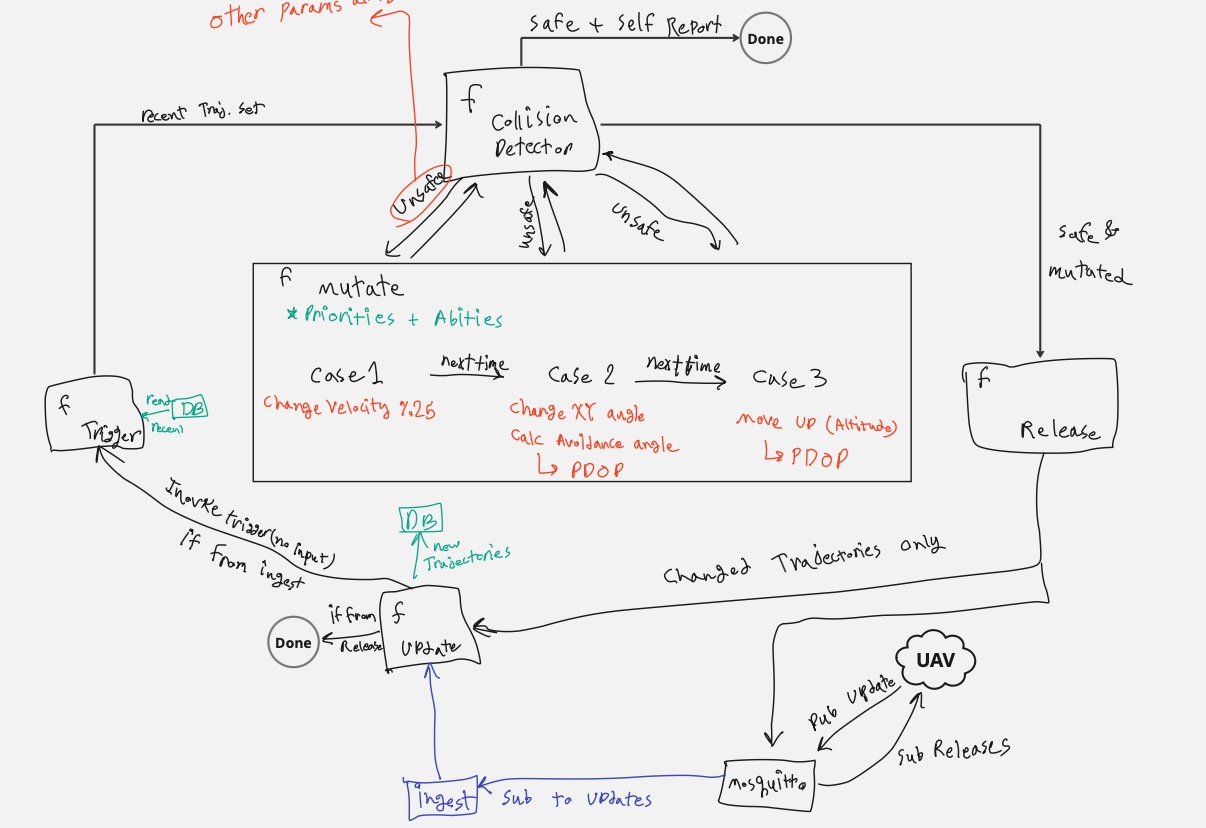 other params
safe + self Report
Done
f
Collision
Detector
recent Traj. set
Unsafe
Unsafe
Unsafe
safe &
mutated
f mutate
* Priorities + Abities
Case 1
next time
Case 2
next time
Case 3
Change Velocity %25
Change XY angle
Calc Avoidance angle
PDOP
move UP (Altitude)
PDOP
f
Trigger
read
recent
DB
f
Release
Invoke trigger (no input)
if from ingest
DB
new
Trajectories
Changed Trajectories only
f
UPdate
if from
Release
Done
UAV
Pub Update
Sub Releases
mosquitto
ingest
Sub to UPdates